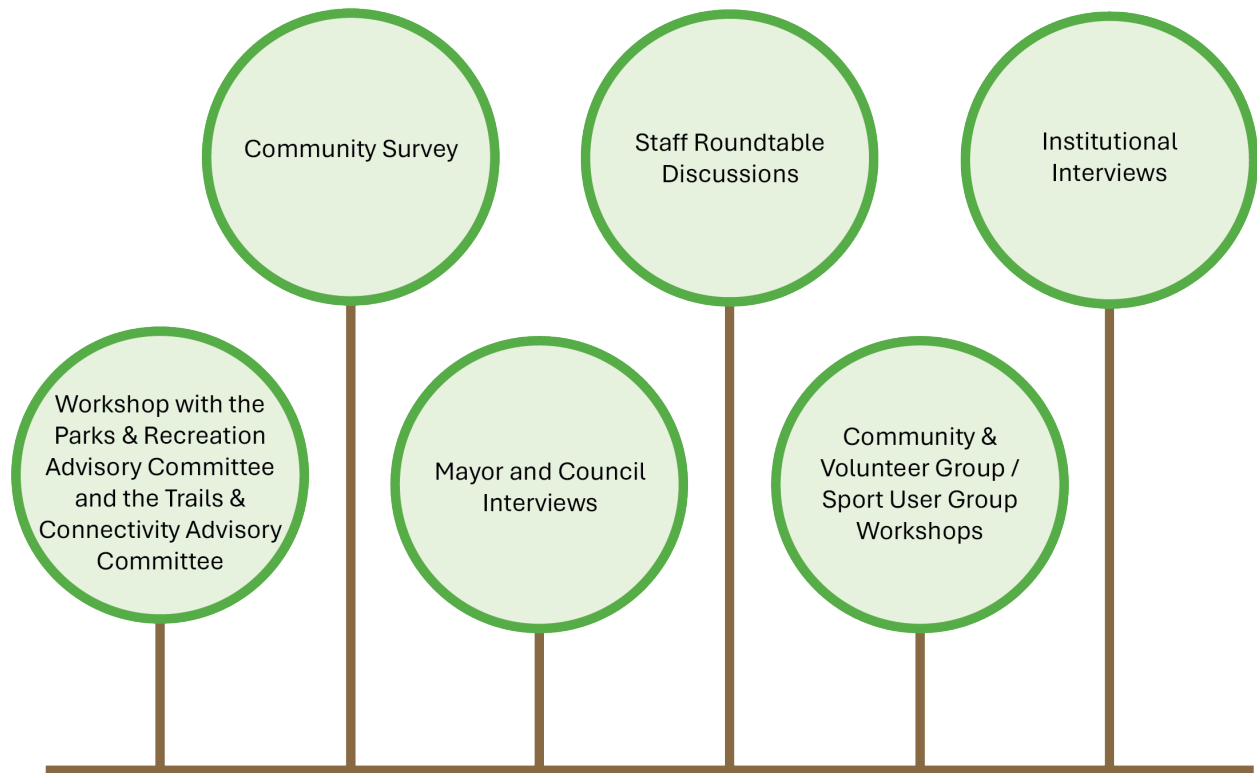 Community Survey
Staff Roundtable
Discussions
Institutional
Interviews
Workshop with the
Parks & Recreation
Advisory Committee
and the Trails &
Connectivity Advisory
Committee
Mayor and Council
Interviews
Community &
Volunteer Group /
Sport User Group
Workshops